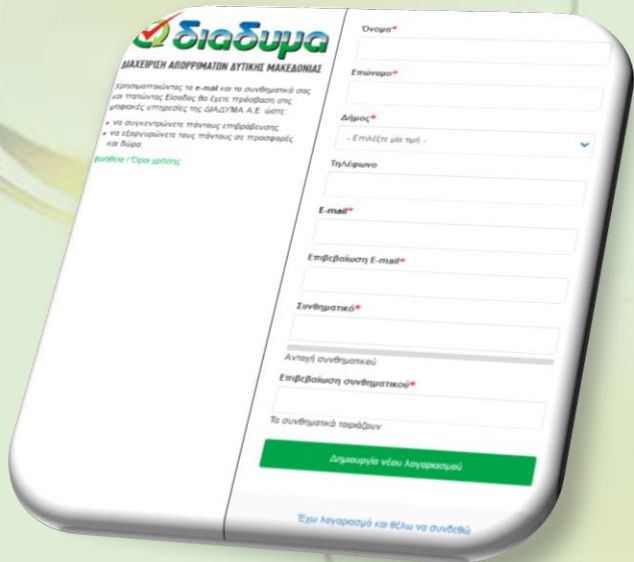 διαδυμα
ΔΙΑΧΕΙΡΙΣΗ ΑΠΟΡΡΙΜΑΤΩΝ ΔΥΤΙΚΗΣ ΜΑΚΕΔΟΝΙΑΣ
Χρησιμοποιώντας το e-mail και το συνθηματικό σας
και πατώντας Είσοδος θα έχετε πρόσβαση στις
ψηφιακές υπηρεσίες της ΔΙΑΔΥΜΑ Α.Ε. ώστε:
• να συγκεντρώνετε πόντους επιβράβευσης.
• να εξαργυρώνετε τους πόντους σε προσφορές
και δώρα.
Βοήθεια / Όροι χρήσης
Όνομα*
Επώνυμο*
Δήμος*
- Επιλέξτε μία τιμή -
Τηλέφωνο
E-mail*
Επιβεβαίωση E-mail*
Συνθηματικό*
Αντοχή συνθηματικού:
Επιβεβαίωση συνθηματικού*
Τα συνθηματικά ταιριάζουν:
Δημιουργία νέου λογαριασμού
Έχω λογαριασμό και θέλω να συνδεθώ